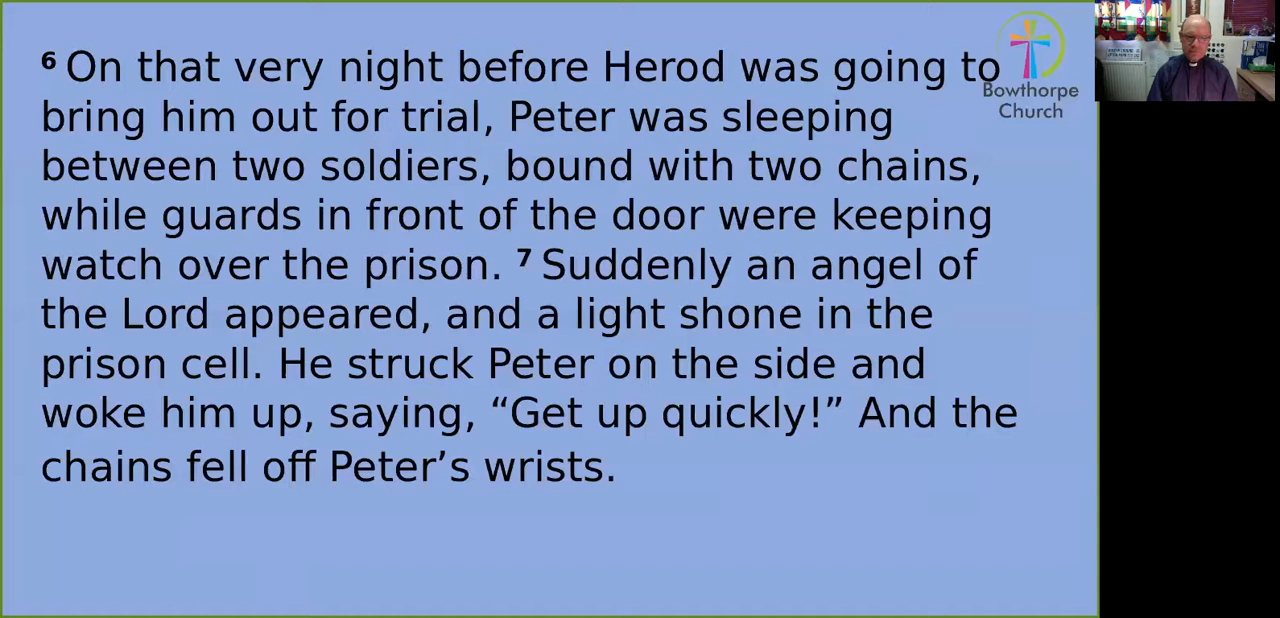 6 On that very night before Herod was going to
bring him out for trial, Peter was sleeping
between two soldiers, bound with two chains,
while guards in front of the door were keeping
watch over the prison. 7 Suddenly an angel of
the Lord appeared, and a light shone in the
prison cell. He struck Peter on the side and
woke him up, saying, “Get up quickly!” And the
chains fell off Peter’s wrists.
Bowthorpe
Church